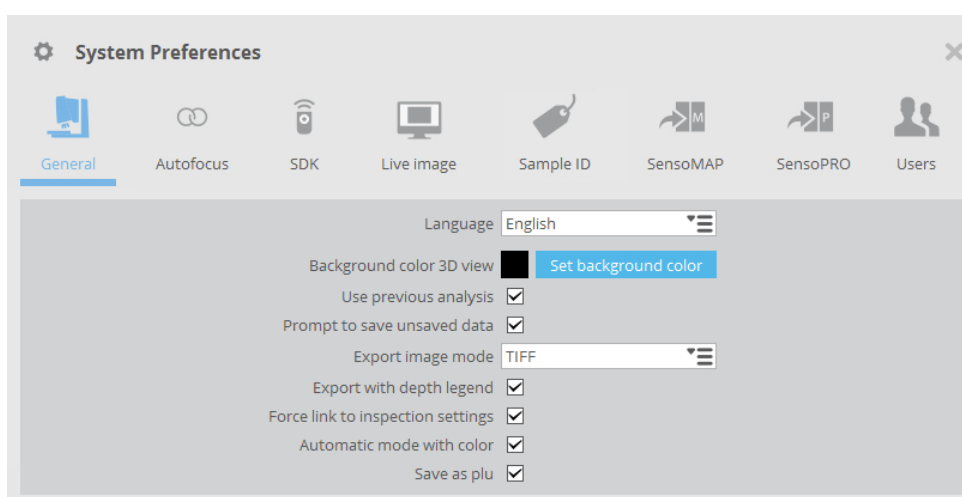 System Preferences
General Autofocus SDK Live image Sample ID M SensoMAP P SensoPRO Users
Language English
Background color 3D view Set background color
Use previous analysis
Prompt to save unsaved data
Export image mode TIFF
Export with depth legend
Force link to inspection settings
Automatic mode with color
Save as plu